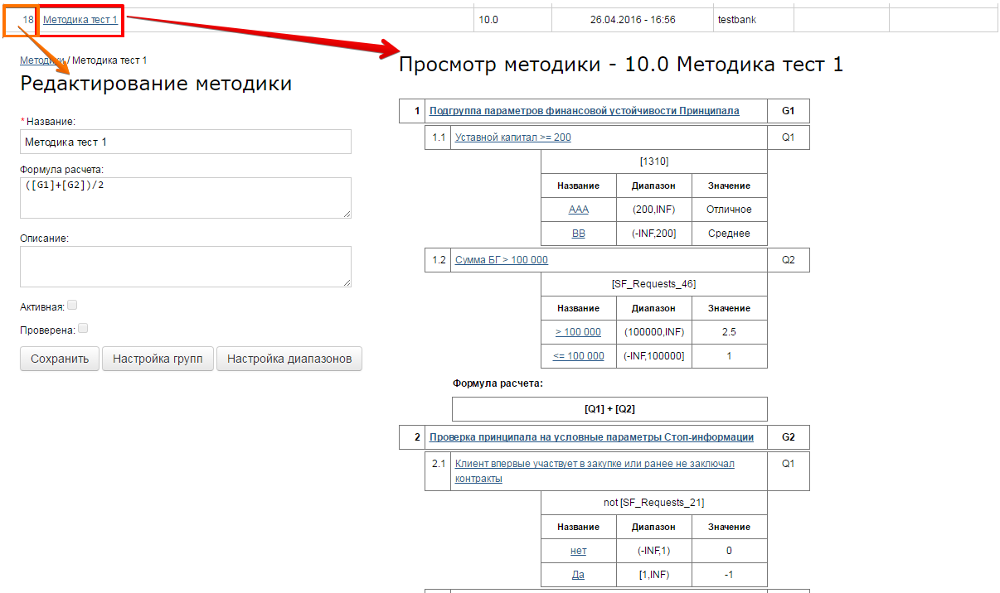 18 Методика тест 1 10.0 26.04.2016 - 16:56 testbank
Методики / Методика тест 1
Редактирование методики
* Название:
Методика тест 1
Формула расчета:
([G1]+[G2])/2
Описание:
Активная:
Проверена:
Сохранить Настройка групп Настройка диапазонов
Просмотр методики - 10.0 Методика тест 1
1 Подгруппа параметров финансовой устойчивости Принципала G1
1.1 Уставной капитал >= 200 Q1
[1310]
Название Диапазон Значение
AAA (200,INF) Отличное
BB (-INF,200] Среднее
1.2 Сумма БГ > 100 000 Q2
[SF_Requests_46]
Название Диапазон Значение
> 100 000 (100000,INF) 2.5
<= 100 000 (-INF,100000] 1
Формула расчета:
[Q1] + [Q2]
2 Проверка принципала на условные параметры Стоп-информации G2
2.1 Клиент впервые участвует в закупке или ранее не заключал Q1
контракты
not [SF_Requests_21]
Название Диапазон Значение
нет (-INF,1) 0
Да [1,INF) -1